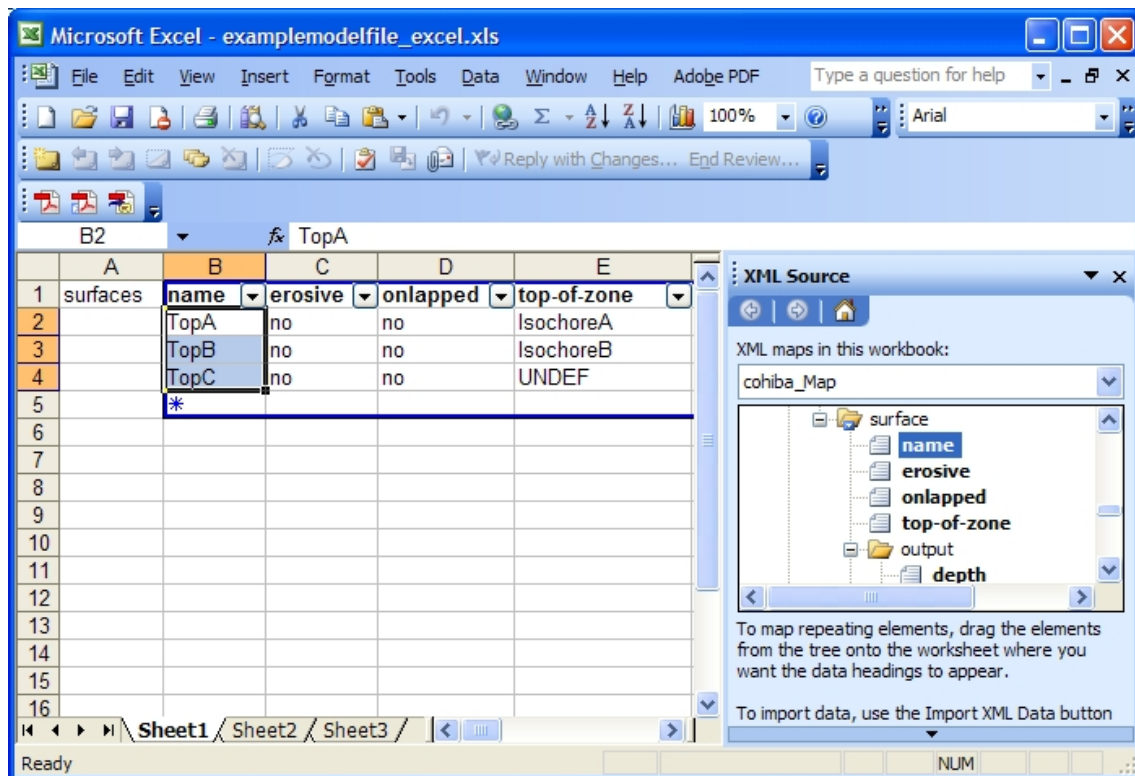 Microsoft Excel - examplemodelfile_excel.xls
File Edit View Insert Format Tools Data Window Help Adobe PDF Type a question for help
100% Arial
Reply with Changes... End Review...
B2 fx TopA
A B C D E
1 surfaces name erosive onlapped top-of-zone
2 TopA no no IsochoreA
3 TopB no no IsochoreB
4 TopC no no UNDEF
5 *
6
7
8
9
10
11
12
13
14
15
16
XML Source
XML maps in this workbook:
cohiba_Map
surface
name
erosive
onlapped
top-of-zone
output
depth
To map repeating elements, drag the elements
from the tree onto the worksheet where you
want the data headings to appear.
To import data, use the Import XML Data button
Sheet1 Sheet2 Sheet3
Ready NUM